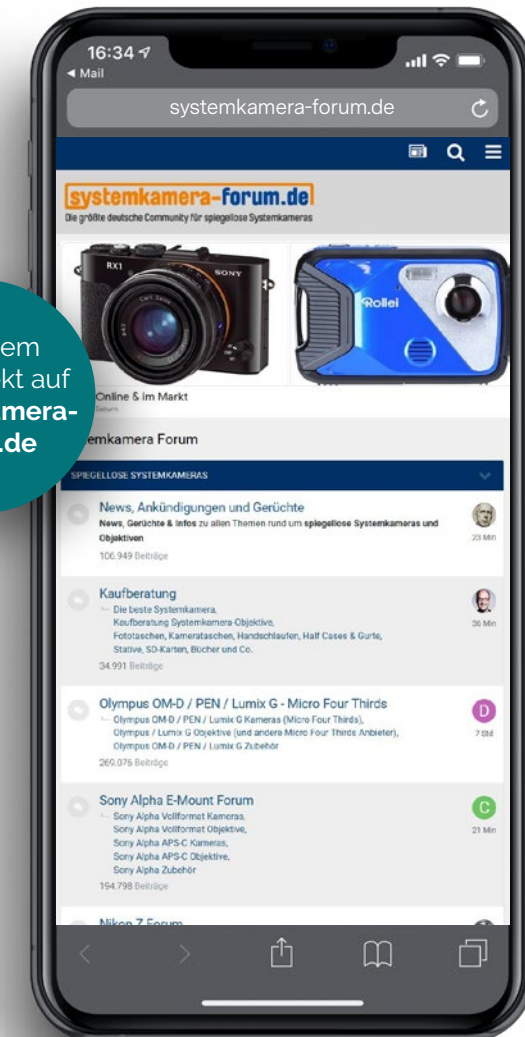 16:34
Mail
systemkamera-forum.de
systemkamera-forum.de
Die größte deutsche Community für spiegellose Systemkameras
RX1
SONY
Carl Zeiss
Rollei
em
ekt auf
amera-
.de
Online & im Markt
Saturn
emkamera Forum
SPIEGELLOSE SYSTEMKAMERAS
News, Ankündigungen und Gerüchte
News, Gerüchte & Infos zu allen Themen rund um spiegellose Systemkameras und
Objektiven
23 Min
106.949 Beiträge
Kaufberatung
Die beste Systemkamera,
Kaufberatung Systemkamera Objektive,
36 Min
Fototaschen, Kamerataschen, Handschlaufen, Half Cases & Gurte,
Stative, SD-Karten, Bücher und Co.
34.991 Beiträge
Olympus OM-D / PEN / Lumix G - Micro Four Thirds
D
Olympus OM-D / PEN / Lumix G Kameras (Micro Four Thirds),
Olympus / Lumix G Objektive (und andere Micro Four Thirds Anbieter),
7 Std
Olympus OM-D / PEN / Lumix G Zubehör
269.076 Beiträge
Sony Alpha E-Mount Forum
C
Sony Alpha Vollformat Kameras,
Sony Alpha Vollformat Objektive,
21 Min
Sony Alpha APS-C Kameras,
Sony Alpha APS-C Objektive,
Sony Alpha Zubehör
194.798 Beiträge
Nikon Z Forum